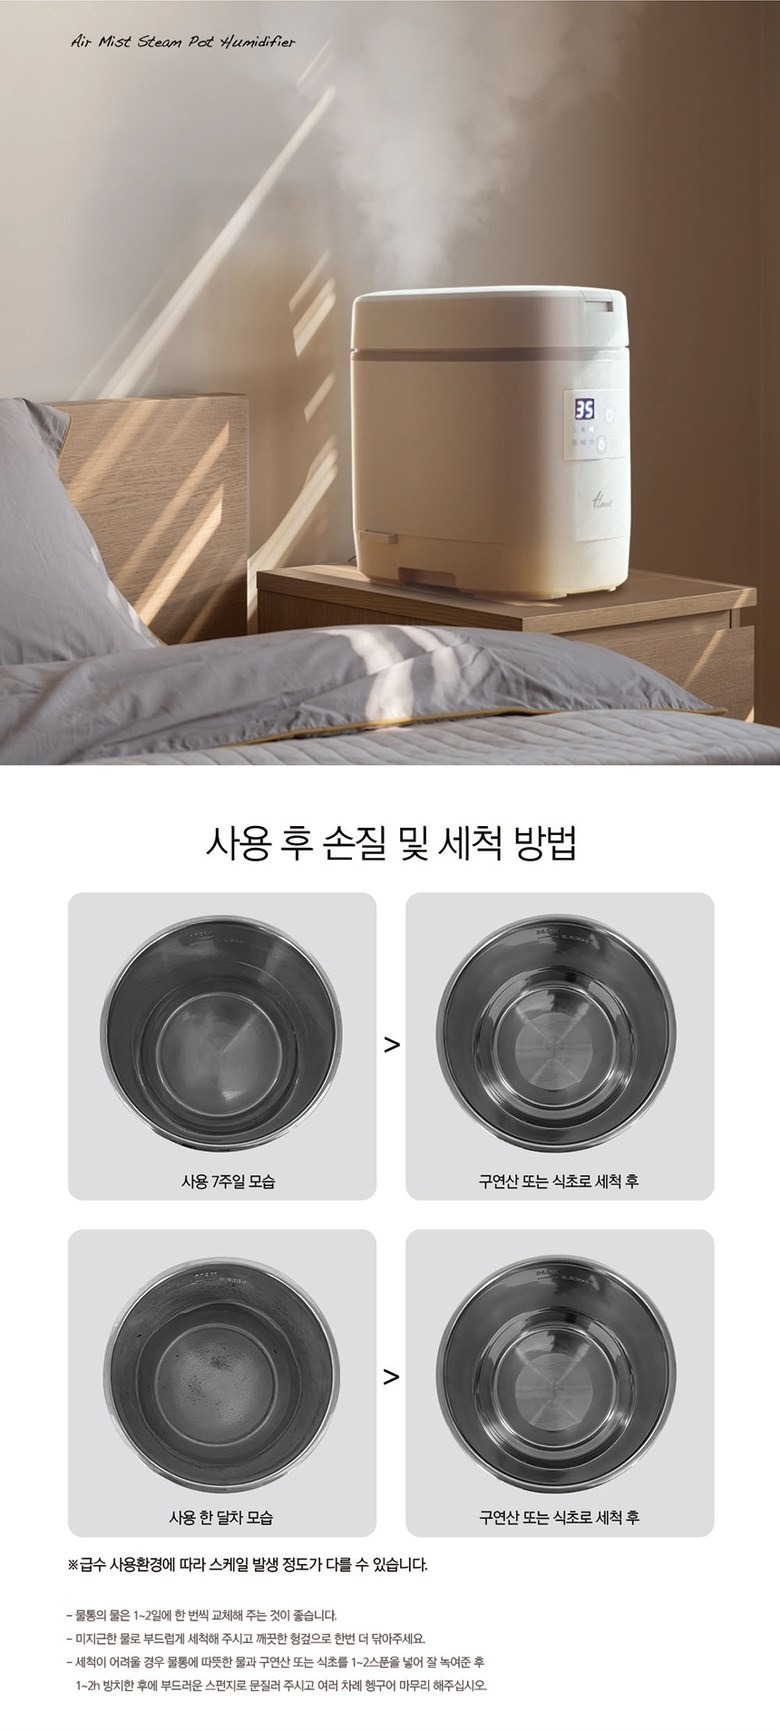 Air Mist Steam Pot Humidifier
35
사용 후 손질 및 세척 방법
MAX
>
사용 7주일 모습
구연산 또는 식초로 세척 후
MAX
>
사용 한 달차 모습
구연산 또는 식초로 세척 후
※급수 사용환경에 따라 스케일 발생 정도가 다를 수 있습니다.
– 물통의 물은 1~2일에 한 번씩 교체해 주는 것이 좋습니다.
– 미지근한 물로 부드럽게 세척해 주시고 깨끗한 헝겊으로 한번 더 닦아주세요.
– 세척이 어려울 경우 물통에 따뜻한 물과 구연산 또는 식초를 1~2스푼을 넣어 잘 녹여준 후
1~2h 방치한 후에 부드러운 스펀지로 문질러 주시고 여러 차례 헹구어 마무리 해주십시오.